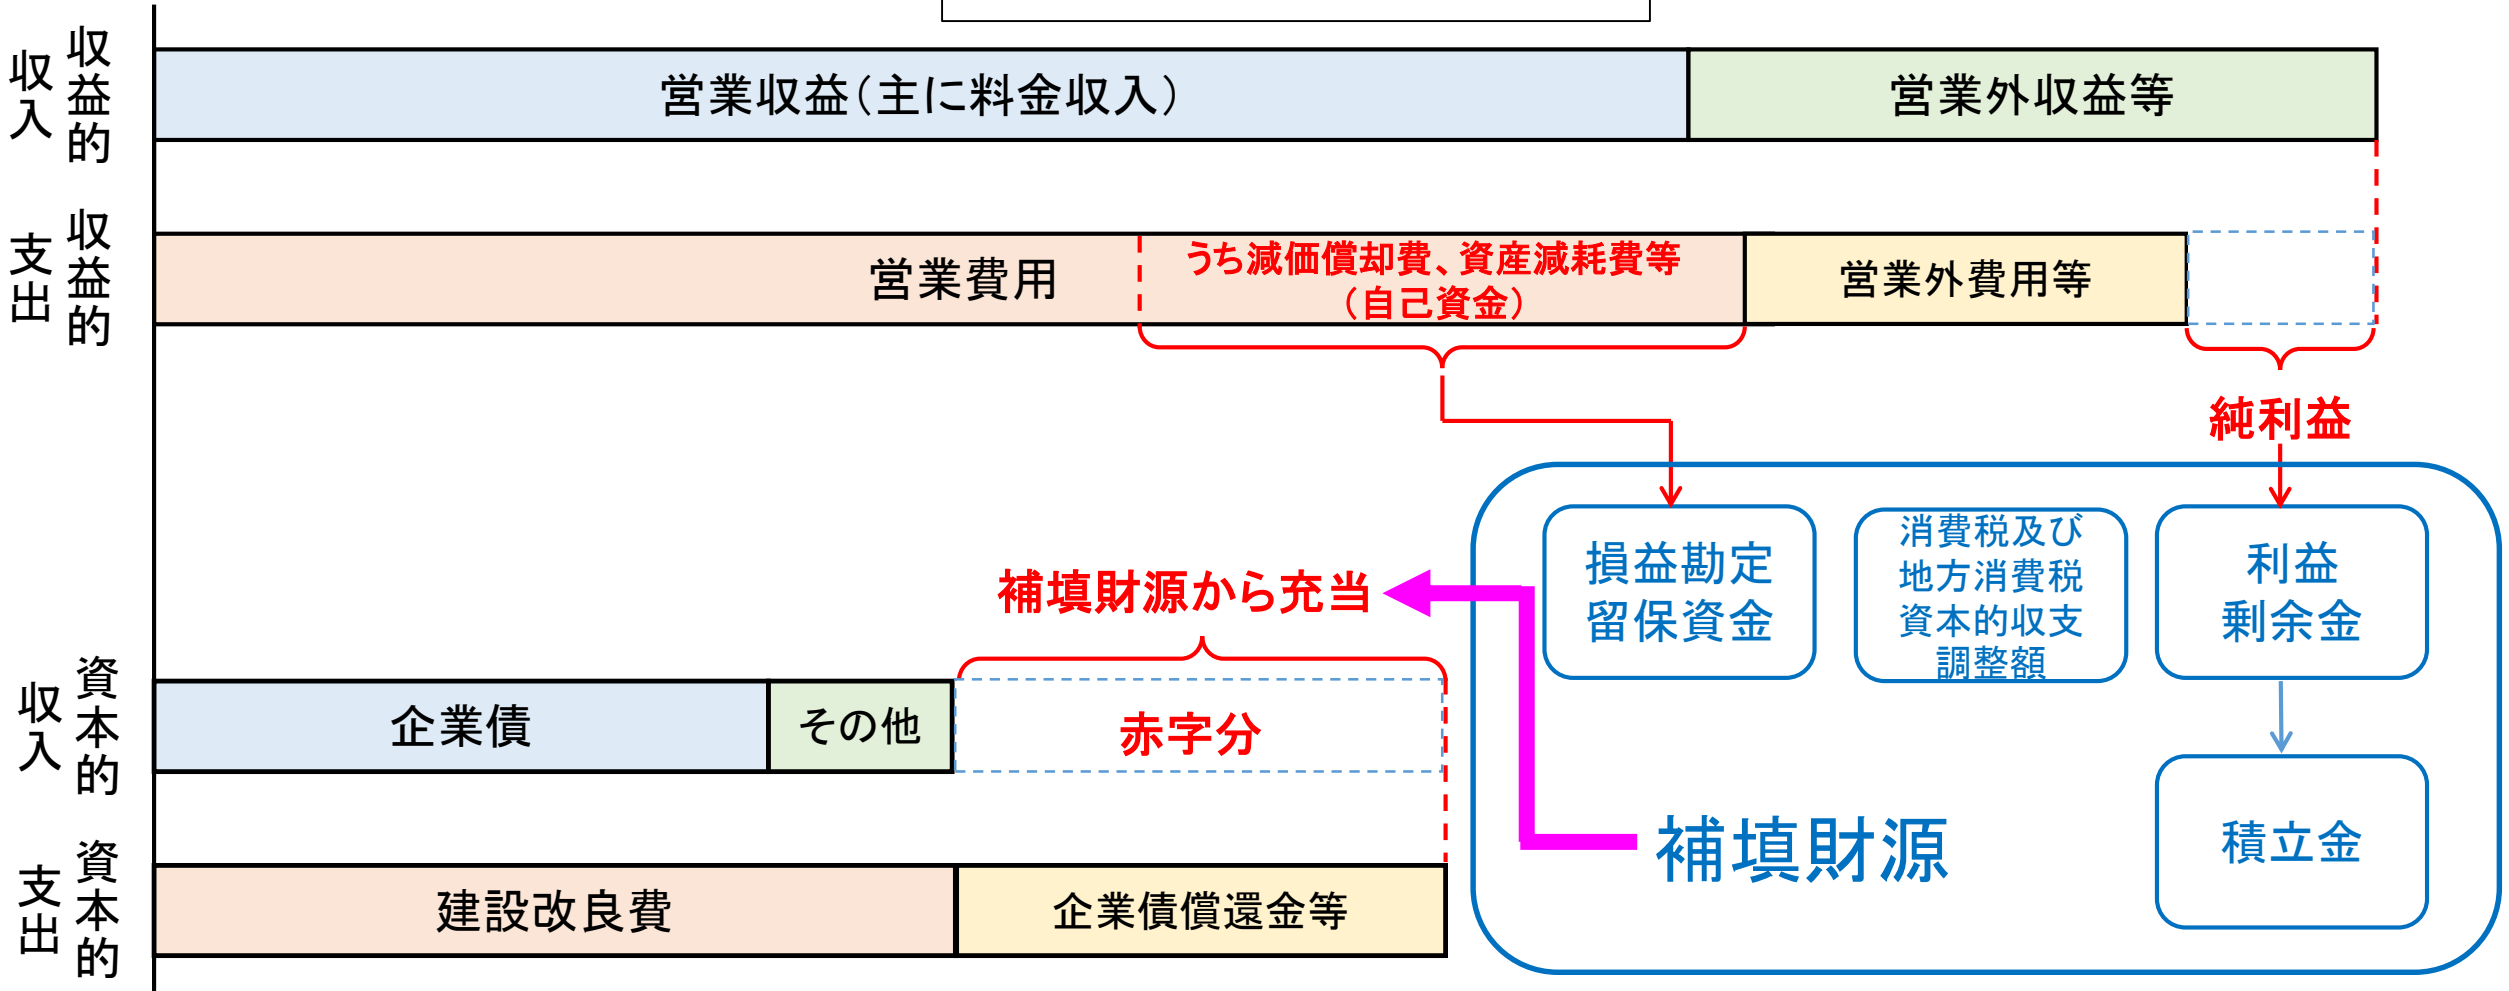 収益的
収入
営業収益（主に料金収入）
営業外収益等
収益的
支出
営業費用
うち減価償却費、資産減耗費等
（自己資金）
営業外費用等
純利益
補填財源から充当
損益勘定
留保資金
消費税及び
地方消費税
資本的収支
調整額
利益
剰余金
資本的
収入
企業債
その他
赤字分
補填財源
積立金
資本的
支出
建設改良費
企業債償還金等